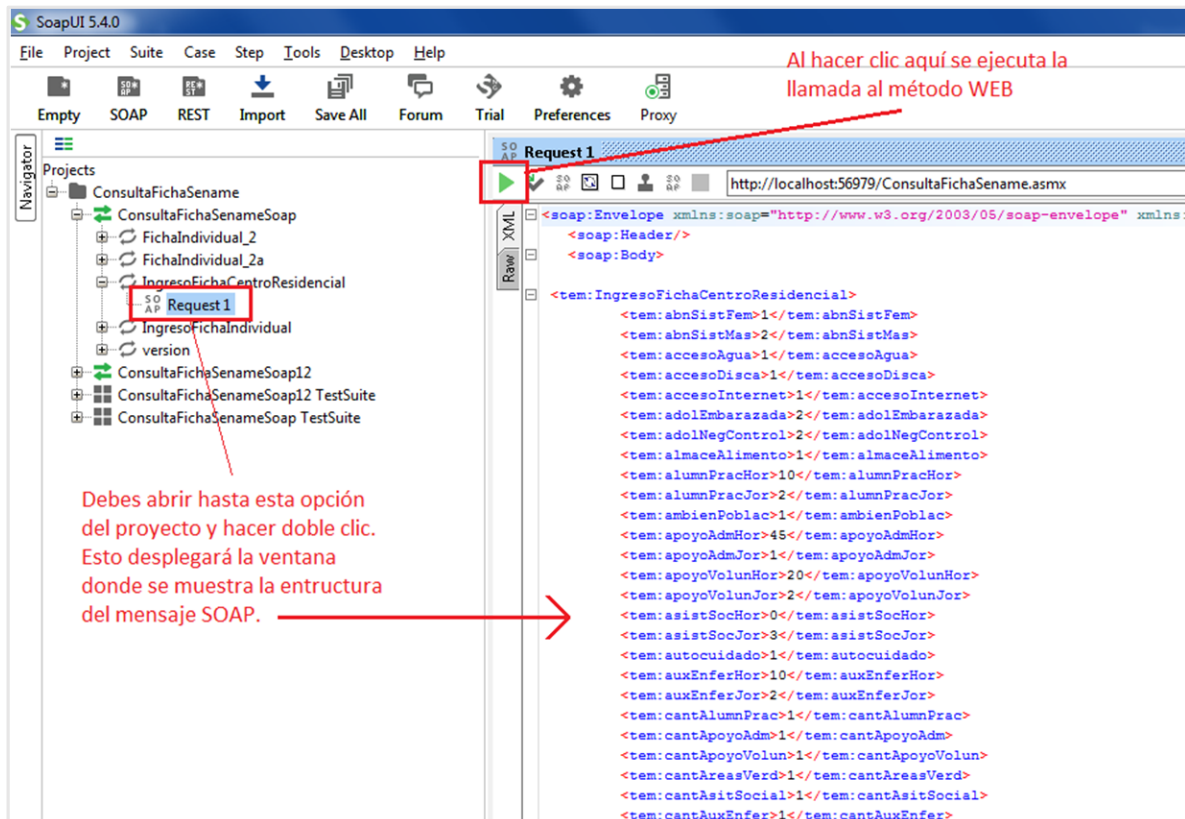 SoapUI 5.4.0
File Project Suite Case Step Tools Desktop Help
Empty SOAP REST Import Save All Forum Trial Preferences Proxy
Al hacer clic aquí se ejecuta la
llamada al método WEB
Navigator
Projects
ConsultaFichaSename
ConsultaFichaSenameSoap
FichaIndividual_2
FichaIndividual_2a
IngresoFichaCentroResidencial
SOAP Request 1
IngresoFichaIndividual
version
ConsultaFichaSenameSoap12
ConsultaFichaSenameSoap12 TestSuite
ConsultaFichaSenameSoap TestSuite
Debes abrir hasta esta opción
del proyecto y hacer doble clic.
Esto desplegará la ventana
donde se muestra la entructura
del mensaje SOAP.
SOAP Request 1
http://localhost:56979/ConsultaFichaSename.asmx
XML
Raw
<soap:Envelope xmlns:soap="http://www.w3.org/2003/05/soap-envelope" xmlns:
<soap:Header/>
<soap:Body>
<tem:IngresoFichaCentroResidencial>
<tem:abnSistFem>1</tem:abnSistFem>
<tem:abnSistMas>2</tem:abnSistMas>
<tem:accesoAgua>1</tem:accesoAgua>
<tem:accesoDisca>1</tem:accesoDisca>
<tem:accesoInternet>1</tem:accesoInternet>
<tem:adolEmbarazada>2</tem:adolEmbarazada>
<tem:adolNegControl>2</tem:adolNegControl>
<tem:almaceAlimento>1</tem:almaceAlimento>
<tem:alumnPracHor>10</tem:alumnPracHor>
<tem:alumnPracJor>2</tem:alumnPracJor>
<tem:ambienPoblac>1</tem:ambienPoblac>
<tem:apoyoAdmHor>45</tem:apoyoAdmHor>
<tem:apoyoAdmJor>1</tem:apoyoAdmJor>
<tem:apoyoVolunHor>20</tem:apoyoVolunHor>
<tem:apoyoVolunJor>2</tem:apoyoVolunJor>
<tem:asistSocHor>0</tem:asistSocHor>
<tem:asistSocJor>3</tem:asistSocJor>
<tem:autocuidado>1</tem:autocuidado>
<tem:auxEnferHor>10</tem:auxEnferHor>
<tem:auxEnferJor>2</tem:auxEnferJor>
<tem:cantAlumnPrac>1</tem:cantAlumnPrac>
<tem:cantApoyoAdm>1</tem:cantApoyoAdm>
<tem:cantApoyoVolun>1</tem:cantApoyoVolun>
<tem:cantAreasVerd>1</tem:cantAreasVerd>
<tem:cantAsitSocial>1</tem:cantAsitSocial>
<tem:cantAuxEnfer>1</tem:cantAuxEnfer>